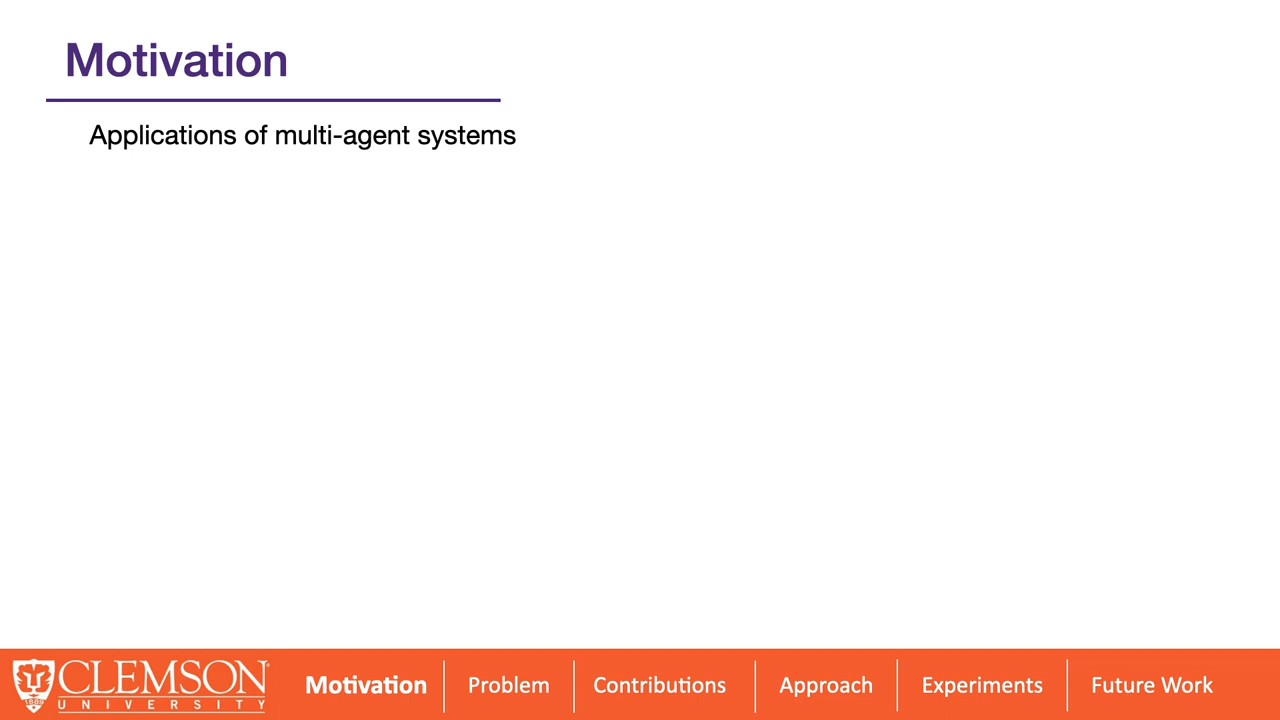 Motivation
Applications of multi-agent systems
CLEMSON
UNIVERSITY
Motivation
Problem
Contributions
Approach
Experiments
Future Work